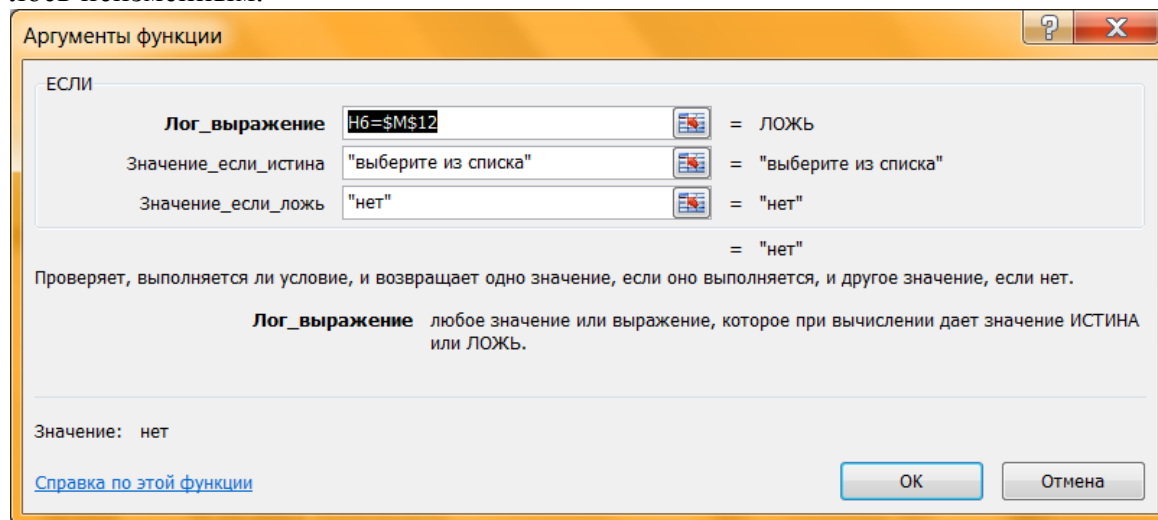 Аргументы функции
ЕСЛИ
Лог_выражение H6=$M$12 = ЛОЖЬ
Значение_если_истина "выберите из списка" = "выберите из списка"
Значение_если_ложь "нет" = "нет"
= "нет"
Проверяет, выполняется ли условие, и возвращает одно значение, если оно выполняется, и другое значение, если нет.
Лог_выражение любое значение или выражение, которое при вычислении дает значение ИСТИНА
или ЛОЖЬ.
Значение: нет
Справка по этой функции ОК Отмена